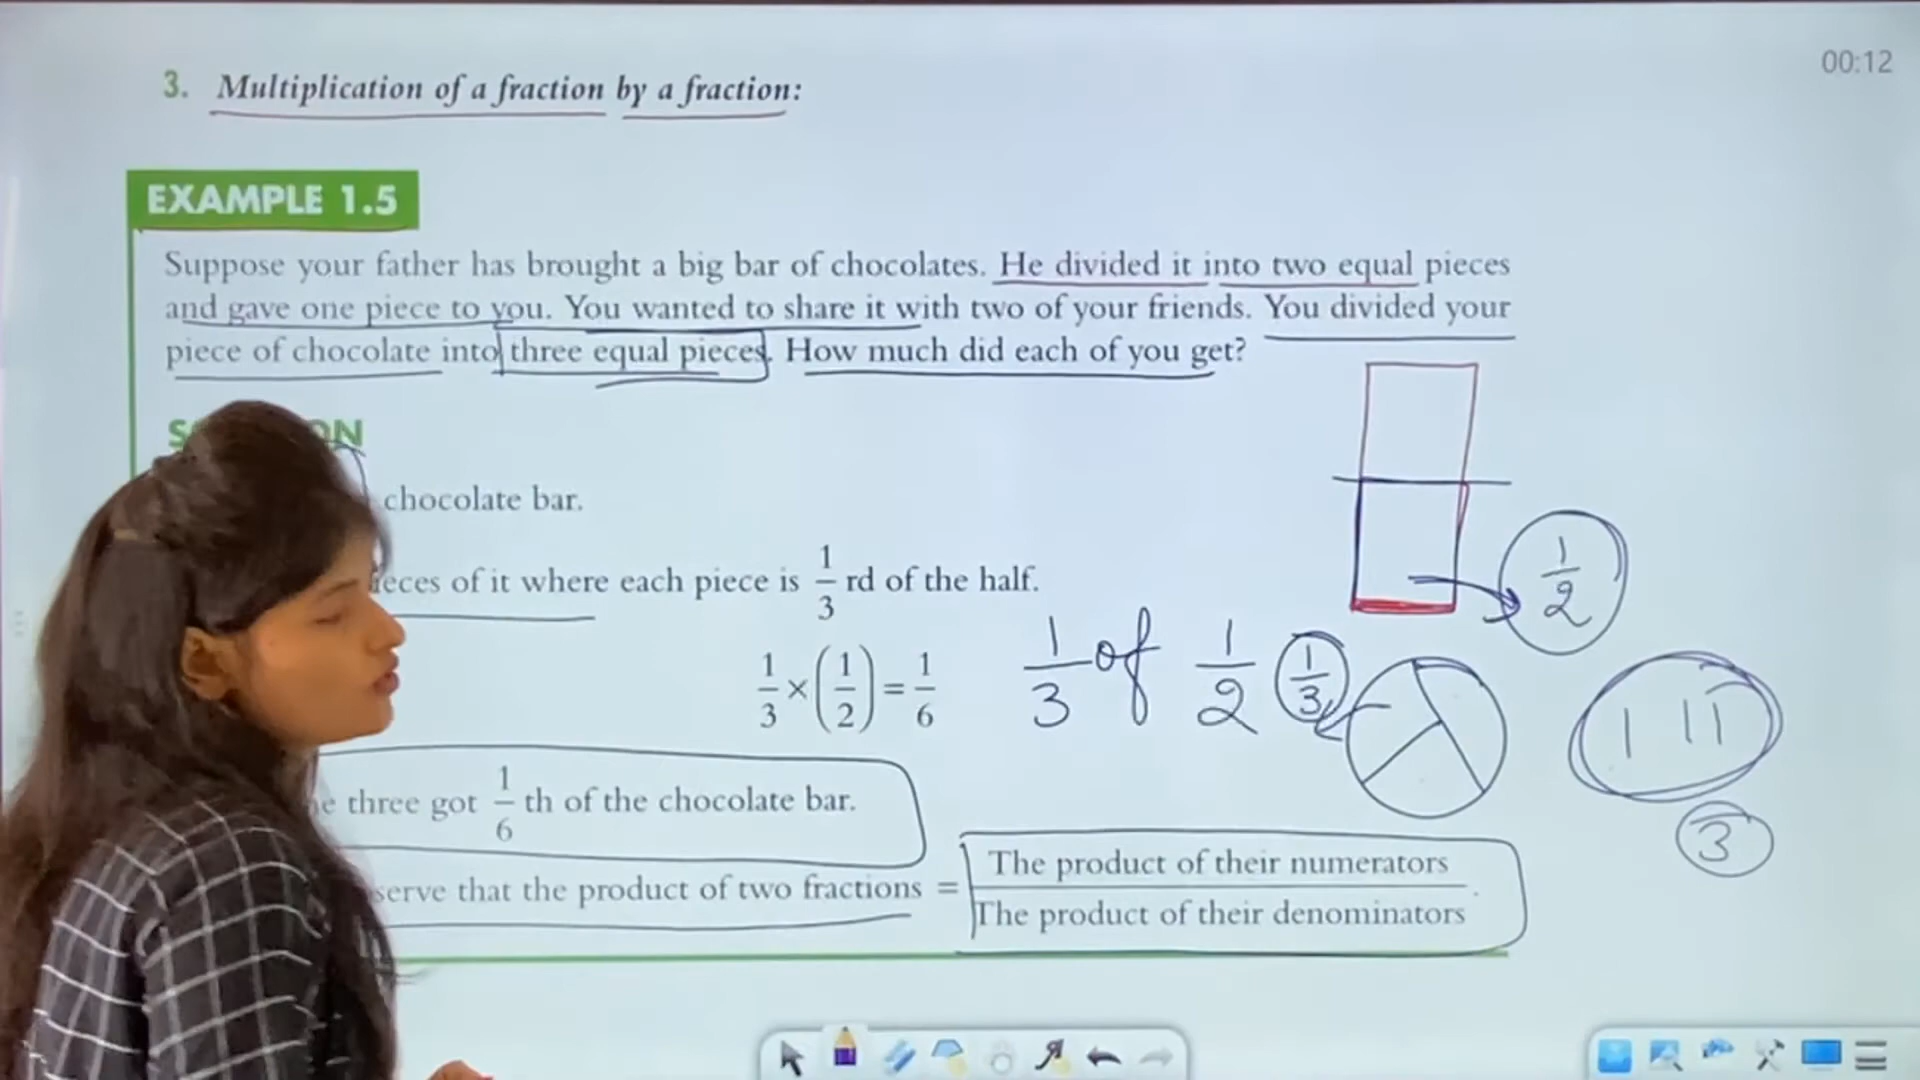 00:12
3. Multiplication of a fraction by a fraction:
EXAMPLE 1.5
Suppose your father has brought a big bar of chocolates. He divided it into two equal pieces
and gave one piece to you. You wanted to share it with two of your friends. You divided your
piece of chocolate into three equal pieces. How much did each of you get?
chocolate bar.
of it where each piece is 1/3 rd of the half.
1/3 × (1/2) = 1/6
1/3 of 1/2
1/3
1/2
three got 1/6 th of the chocolate bar.
3
that the product of two fractions = The product of their numerators
The product of their denominators.